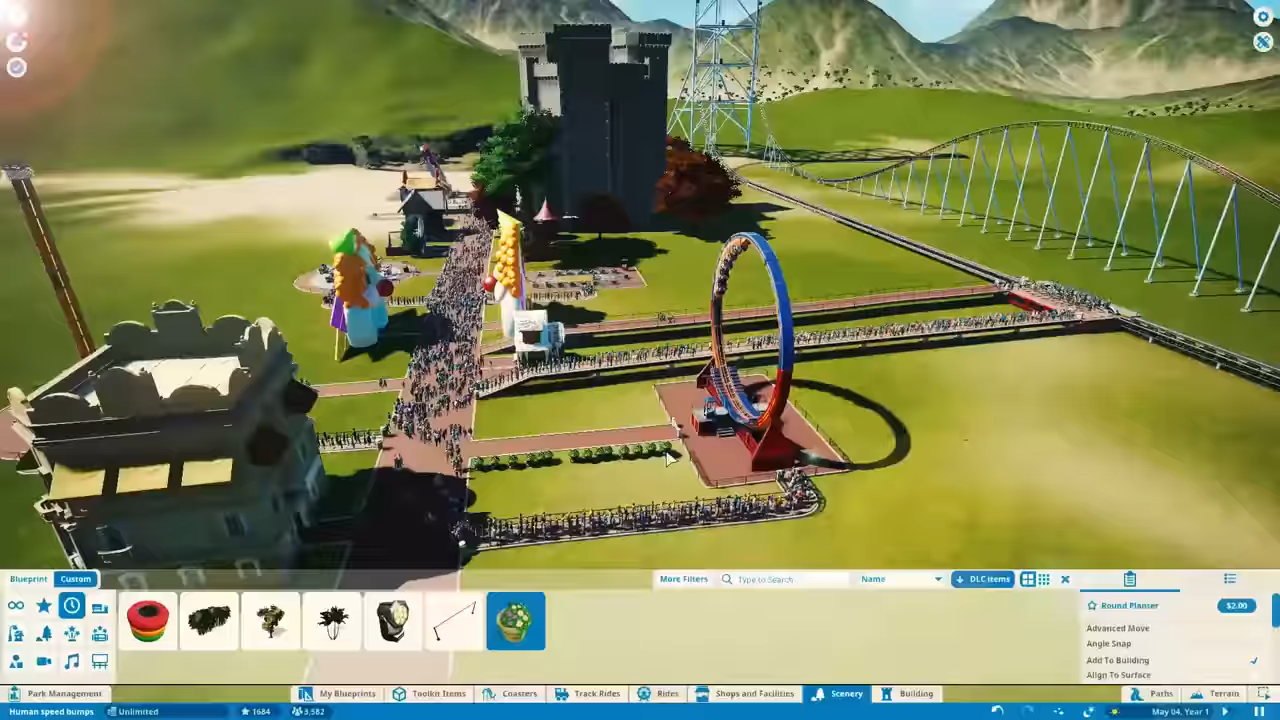 Blueprint Custom
More Filters Type to Search Name DLC Items
Round Planter $2.00
Advanced Move
Angle Snap
Add To Building
Align To Surface
Park Management My Blueprints Toolkit Items Coasters Track Rides Rides Shops and Facilities Scenery Building Paths Terrain
Human speed bumps Unlimited 1684 3,582 May 04, Year 1